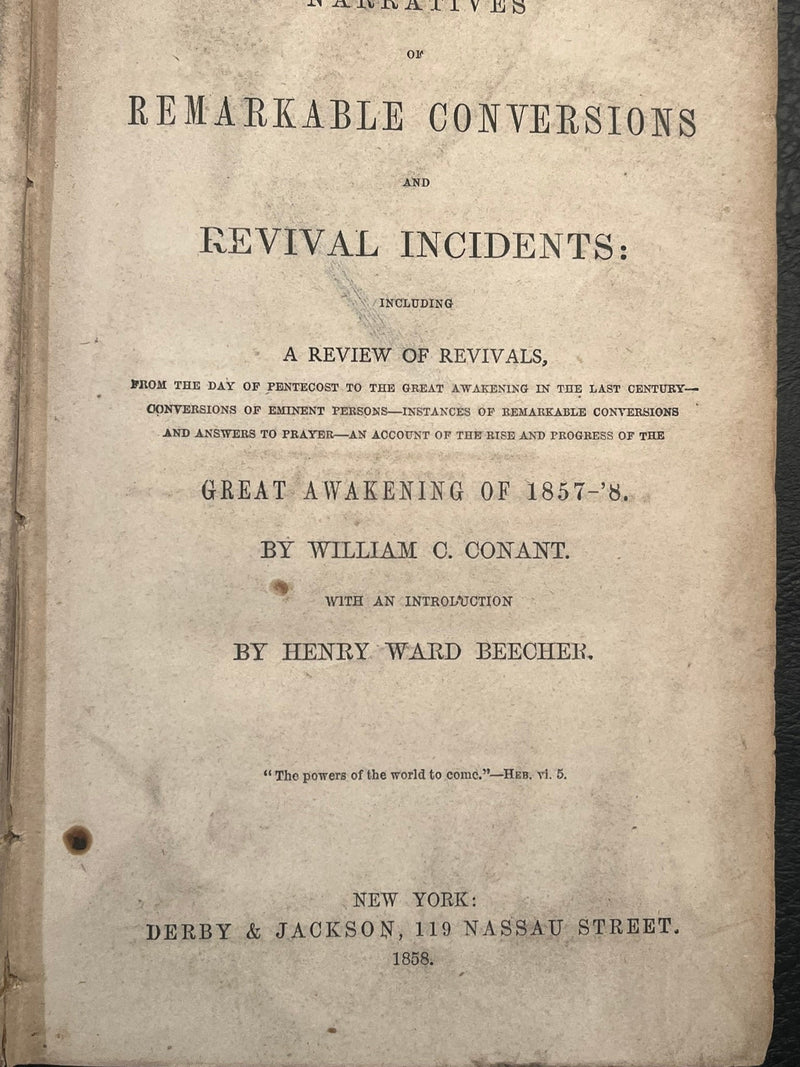 NARRATIVES
OF
REMARKABLE CONVERSIONS
AND
REVIVAL INCIDENTS:
INCLUDING
A REVIEW OF REVIVALS,
FROM THE DAY OF PENTECOST TO THE GREAT AWAKENING IN THE LAST CENTURY—
CONVERSIONS OF EMINENT PERSONS—INSTANCES OF REMARKABLE CONVERSIONS
AND ANSWERS TO PRAYER—AN ACCOUNT OF THE RISE AND PROGRESS OF THE
GREAT AWAKENING OF 1857-'8.
BY WILLIAM C. CONANT.
WITH AN INTRODUCTION
BY HENRY WARD BEECHER.
"The powers of the world to come."—HEB. vi. 5.
NEW YORK:
DERBY & JACKSON, 119 NASSAU STREET.
1858.